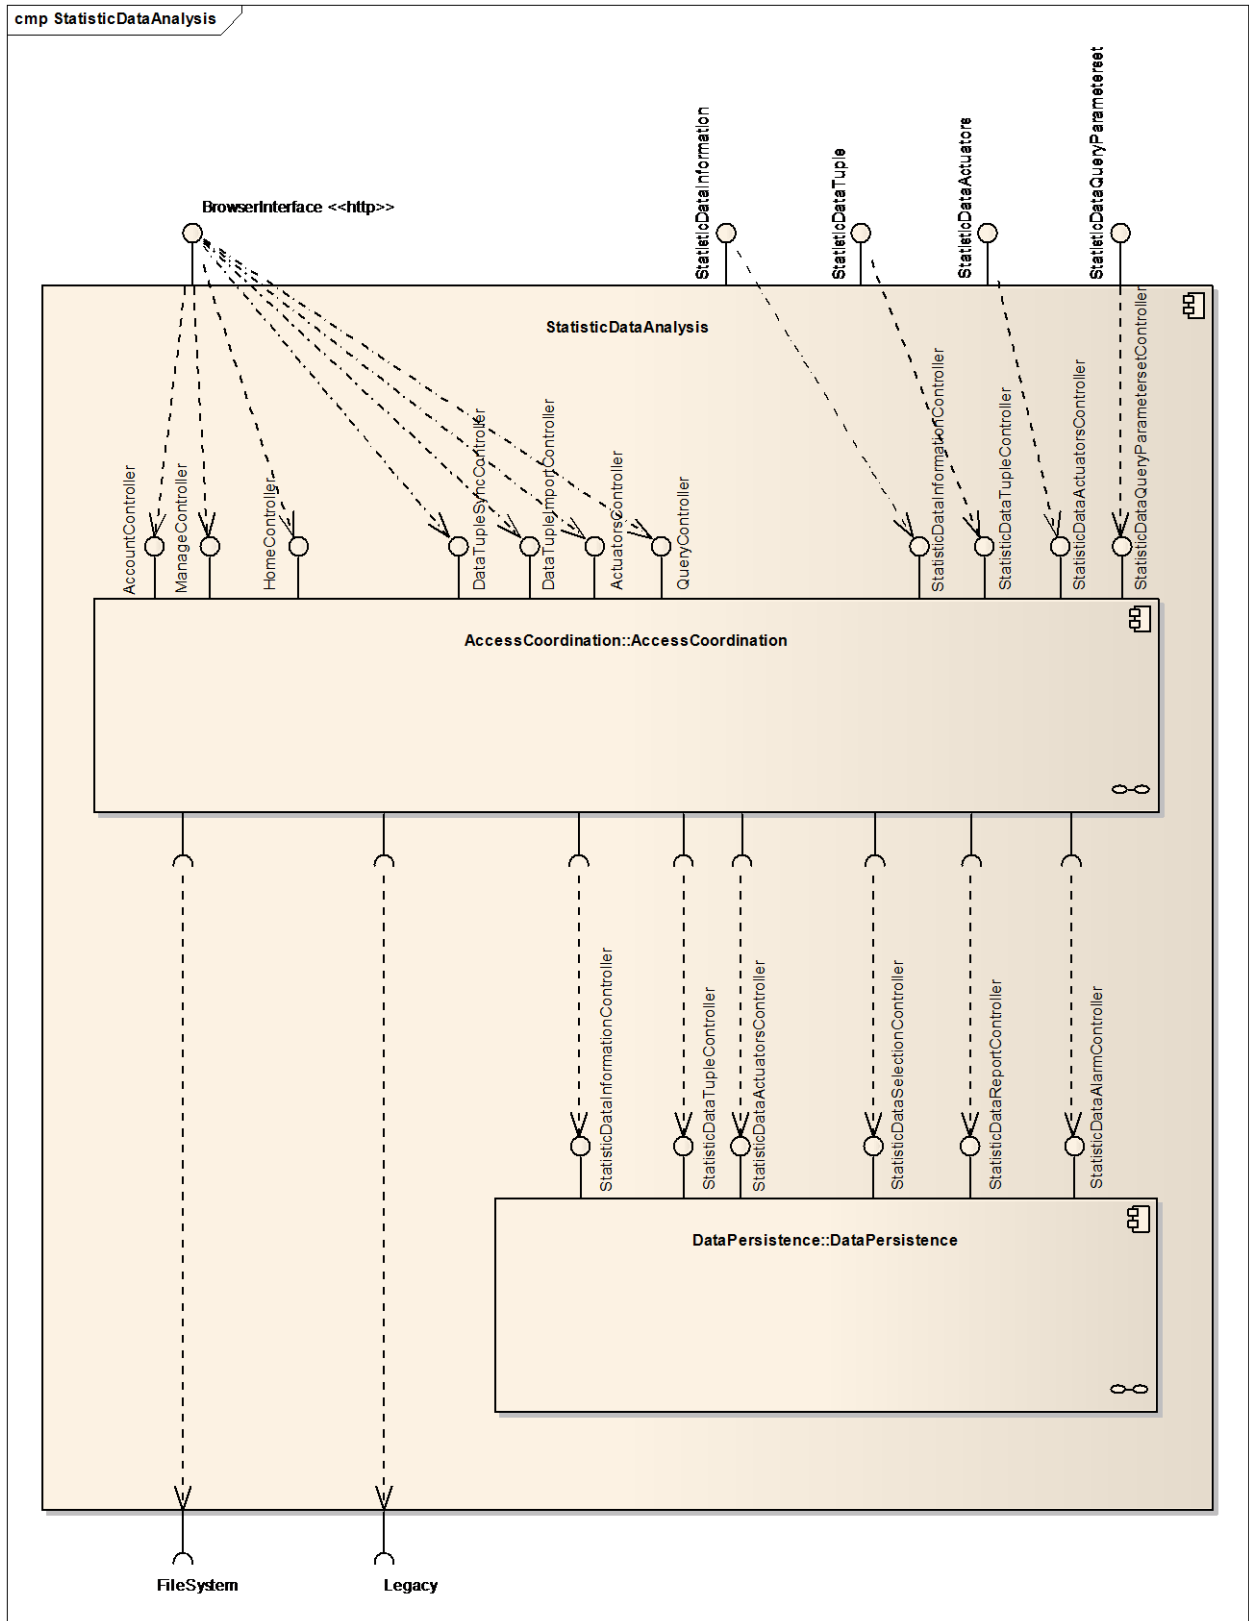 cmp StatisticDataAnalysis
StatisticDataInformation
StatisticDataTuple
StatisticDataActuators
StatisticDataQueryParameterset
BrowserInterface <<http>>
StatisticDataAnalysis
AccountController
ManageController
HomeController
DataTupleSyncController
DataTupleImportController
ActuatorsController
QueryController
StatisticDataInformationController
StatisticDataTupleController
StatisticDataActuatorsController
StatisticDataQueryParametersetController
AccessCoordination::AccessCoordination
StatisticDataInformationController
StatisticDataTupleController
StatisticDataActuatorsController
StatisticDataSelectionController
StatisticDataReportController
StatisticDataAlarmController
DataPersistence::DataPersistence
FileSystem
Legacy